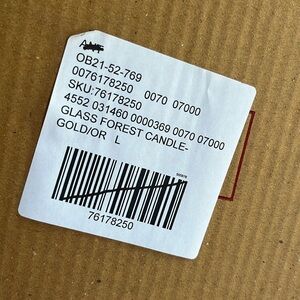 OB21-52-769
0076178250 0070 07000
SKU:76178250
4552 031460 0000369 0070 07000
GLASS FOREST CANDLE-
GOLD/OR L
76178250